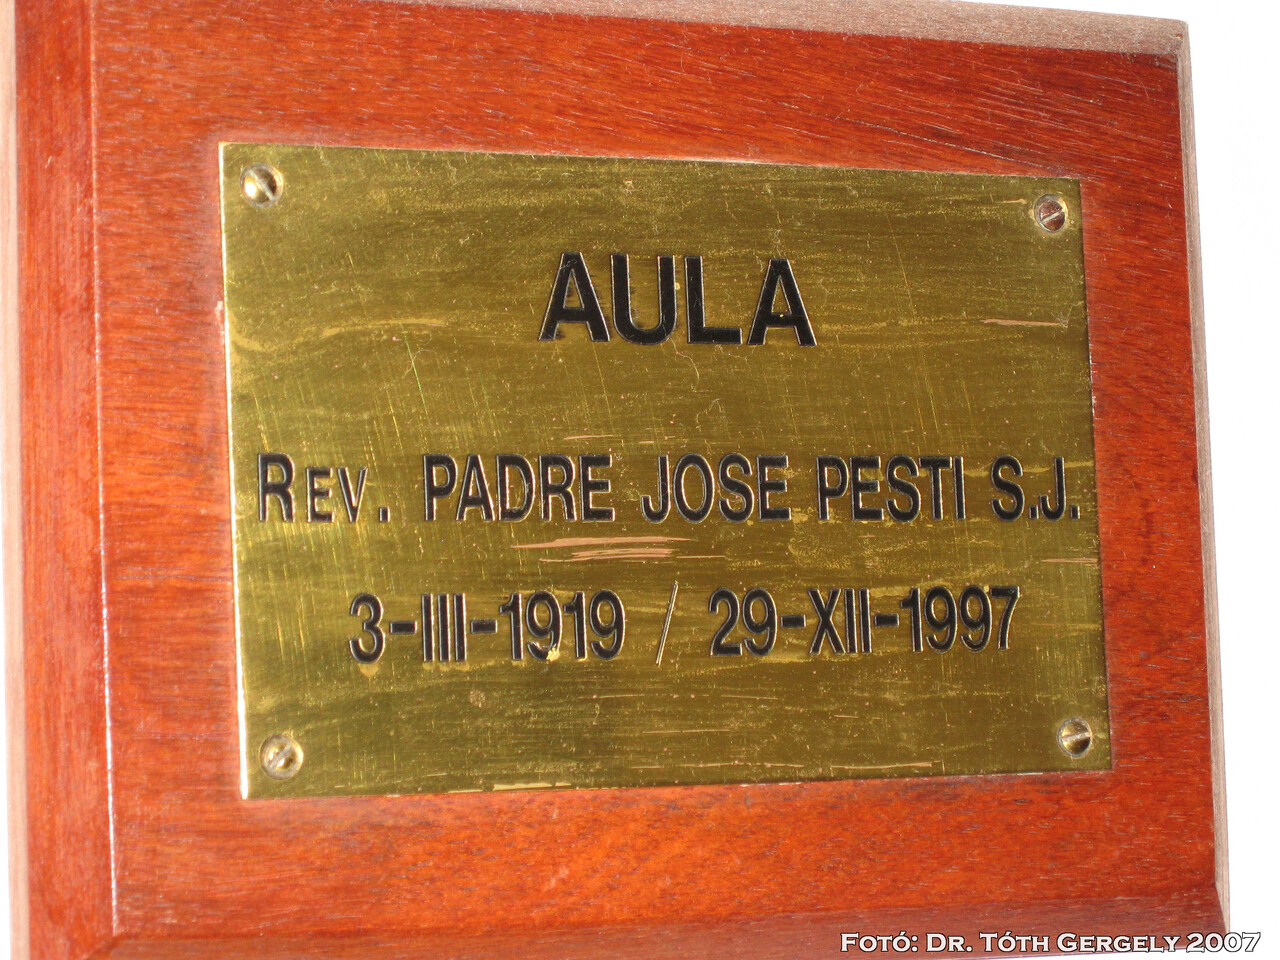 AULA
REV. PADRE JOSE PESTI S.J.
3-III-1919 / 29-XII-1997
FOTÓ: DR. TÓTH GERGELY 2007